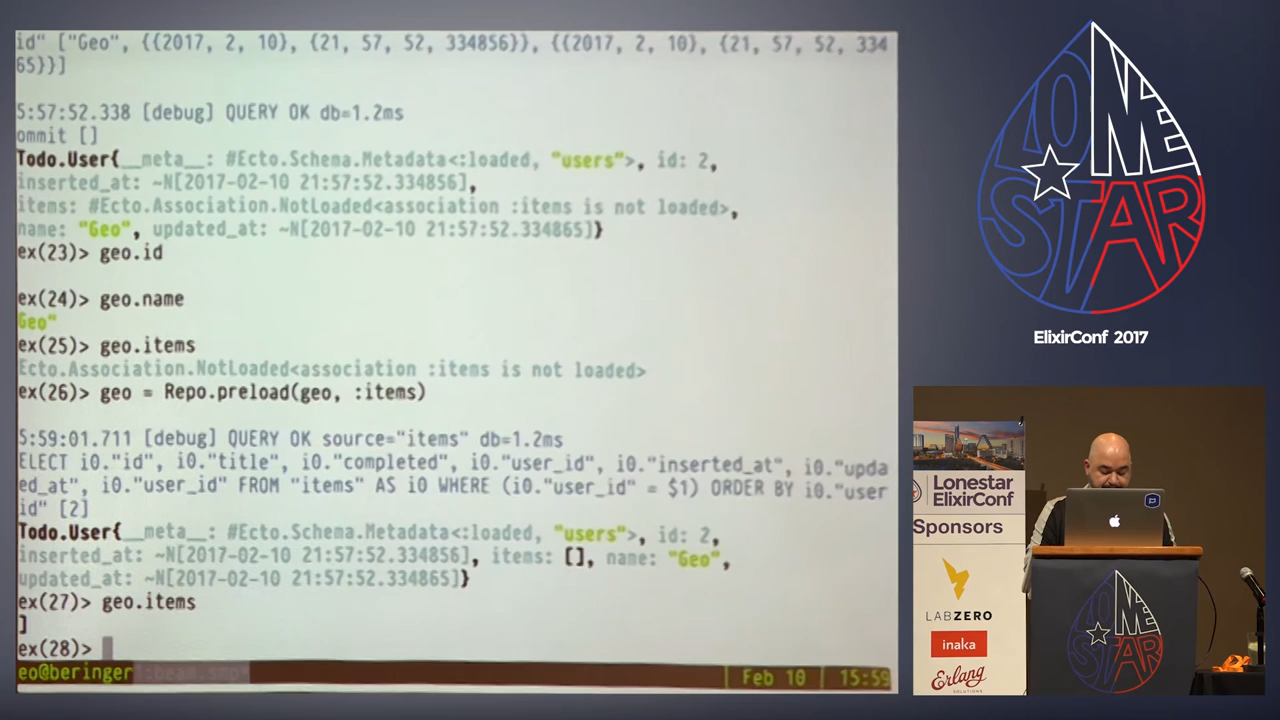 id" ["Geo", {{2017, 2, 10}, {21, 57, 52, 334856}}, {{2017, 2, 10}, {21, 57, 52, 334
65}}]
5:57:52.338 [debug] QUERY OK db=1.2ms
ommit []
Todo.User{__meta__: #Ecto.Schema.Metadata<:loaded, "users">, id: 2,
inserted_at: ~N[2017-02-10 21:57:52.334856],
items: #Ecto.Association.NotLoaded<association :items is not loaded>,
name: "Geo", updated_at: ~N[2017-02-10 21:57:52.334865]}
ex(23)> geo.id
ex(24)> geo.name
Geo"
ex(25)> geo.items
Ecto.Association.NotLoaded<association :items is not loaded>
ex(26)> geo = Repo.preload(geo, :items)
5:59:01.711 [debug] QUERY OK source="items" db=1.2ms
ELECT i0."id", i0."title", i0."completed", i0."user_id", i0."inserted_at", i0."upda
ed_at", i0."user_id" FROM "items" AS i0 WHERE (i0."user_id" = $1) ORDER BY i0."user
id" [2]
Todo.User{__meta__: #Ecto.Schema.Metadata<:loaded, "users">, id: 2,
inserted_at: ~N[2017-02-10 21:57:52.334856], items: [], name: "Geo",
updated_at: ~N[2017-02-10 21:57:52.334865]}
ex(27)> geo.items
]
ex(28)>
eo@beringer 1:beam.smp* Feb 10 15:59
LONE
STAR
ElixirConf 2017
Lonestar
ElixirConf
Sponsors
LABZERO
inaka
Erlang
SOLUTIONS
LONE
STAR